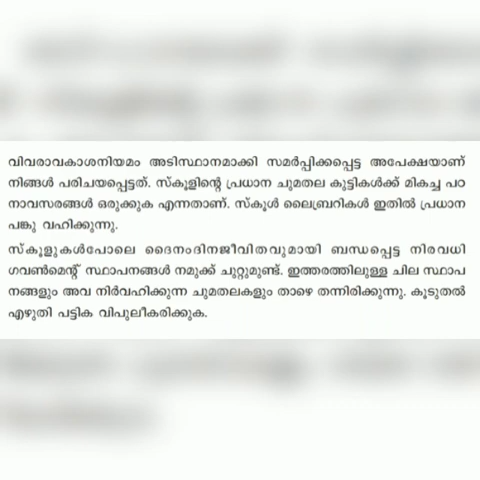 വിവരാവകാശനിയമം അടിസ്ഥാനമാക്കി സമർപ്പിക്കപ്പെട്ട അപേക്ഷയാണ്
നിങ്ങൾ പരിചയപ്പെട്ടത്. സ്കൂളിന്റെ പ്രധാന ചുമതല കുട്ടികൾക്ക് മികച്ച പഠ
നാവസരങ്ങൾ ഒരുക്കുക എന്നതാണ്. സ്കൂൾ ലൈബ്രറികൾ ഇതിൽ പ്രധാന
പങ്കു വഹിക്കുന്നു.
സ്കൂളുകൾപോലെ ദൈനംദിനജീവിതവുമായി ബന്ധപ്പെട്ട നിരവധി
ഗവൺമെന്റ് സ്ഥാപനങ്ങൾ നമുക്ക് ചുറ്റുമുണ്ട്. ഇത്തരത്തിലുള്ള ചില സ്ഥാപ
നങ്ങളും അവ നിർവഹിക്കുന്ന ചുമതലകളും താഴെ തന്നിരിക്കുന്നു. കൂടുതൽ
എഴുതി പട്ടിക വിപുലീകരിക്കുക.